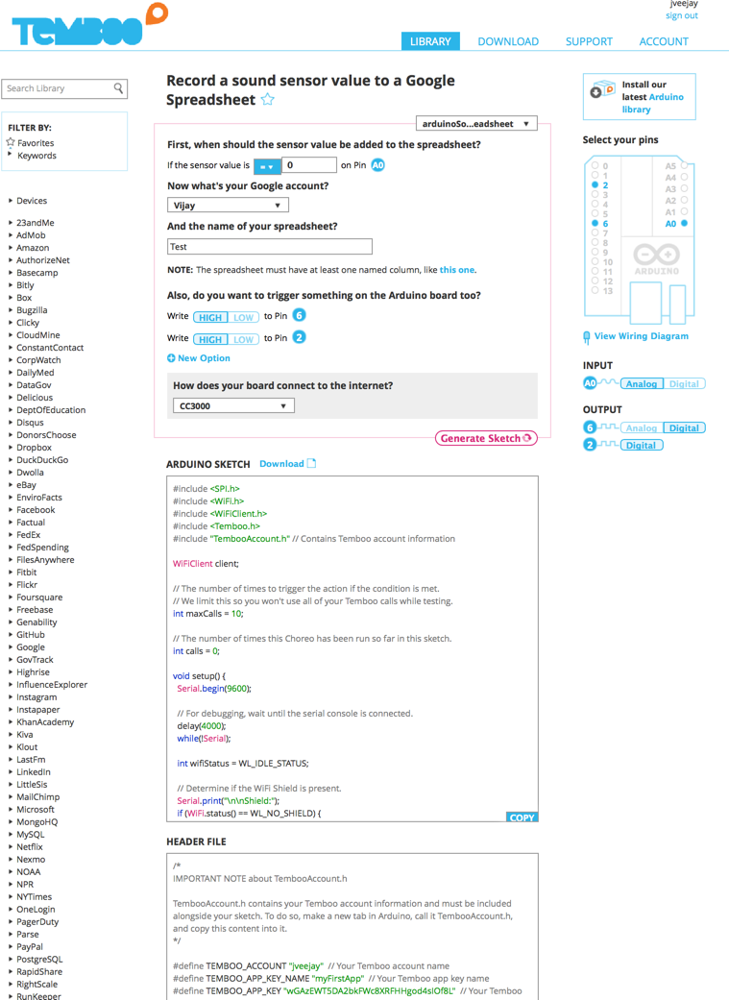 TEMBOO
jveejay
sign out
LIBRARY
DOWNLOAD
SUPPORT
ACCOUNT
Search Library
FILTER BY:
Favorites
Keywords
Devices
23andMe
AdMob
Amazon
AuthorizeNet
Basecamp
Bitly
Box
Bugzilla
Clicky
CloudMine
ConstantContact
CorpWatch
DailyMed
DataGov
Delicious
DeptOfEducation
Disqus
DonorsChoose
Dropbox
DuckDuckGo
Dwolla
eBay
EnviroFacts
Facebook
Factual
FedEx
FedSpending
FilesAnywhere
Fitbit
Flickr
Foursquare
Freebase
Genability
GitHub
Google
GovTrack
Highrise
InfluenceExplorer
Instagram
Instapaper
KhanAcademy
Kiva
Klout
LastFm
LinkedIn
LittleSis
MailChimp
Microsoft
MongoHQ
MySQL
Netflix
Nexmo
NOAA
NPR
NYTimes
OneLogin
PagerDuty
Parse
PayPal
PostgreSQL
RapidShare
RightScale
RunKeeper
Record a sound sensor value to a Google
Spreadsheet
arduinoSo...eadsheet
First, when should the sensor value be added to the spreadsheet?
If the sensor value is = 0 on Pin A0
Now what's your Google account?
Vijay
And the name of your spreadsheet?
Test
NOTE: The spreadsheet must have at least one named column, like this one.
Also, do you want to trigger something on the Arduino board too?
Write HIGH LOW to Pin 6
Write HIGH LOW to Pin 2
New Option
How does your board connect to the internet?
CC3000
Generate Sketch
ARDUINO SKETCH Download
#include <SPI.h>
#include <WiFi.h>
#include <WiFiClient.h>
#include <Temboo.h>
#include "TembooAccount.h" // Contains Temboo account information
WiFiClient client;
// The number of times to trigger the action if the condition is met.
// We limit this so you won't use all of your Temboo calls while testing.
int maxCalls = 10;
// The number of times this Choreo has been run so far in this sketch.
int calls = 0;
void setup() {
Serial.begin(9600);
// For debugging, wait until the serial console is connected.
delay(4000);
while(!Serial);
int wifiStatus = WL_IDLE_STATUS;
// Determine if the WiFi Shield is present.
Serial.print("\n\nShield:");
if (WiFi.status() == WL_NO_SHIELD) {
COPY
HEADER FILE
/*
IMPORTANT NOTE about TembooAccount.h
TembooAccount.h contains your Temboo account information and must be included
alongside your sketch. To do so, make a new tab in Arduino, call it TembooAccount.h,
and copy this content into it.
*/
#define TEMBOO_ACCOUNT "jveejay" // Your Temboo account name
#define TEMBOO_APP_KEY_NAME "myFirstApp" // Your Temboo app key name
#define TEMBOO_APP_KEY "wGAzEWT5DA2bkFWc8XRFHHgod4sIOf8L" // Your Temboo
Install our
latest Arduino
library
Select your pins
0
1
2
3
4
5
6
7
8
9
10
11
12
13
A5
A4
A3
A2
A1
A0
ARDUINO
View Wiring Diagram
INPUT
A0 Analog Digital
OUTPUT
6 Analog Digital
2 Digital